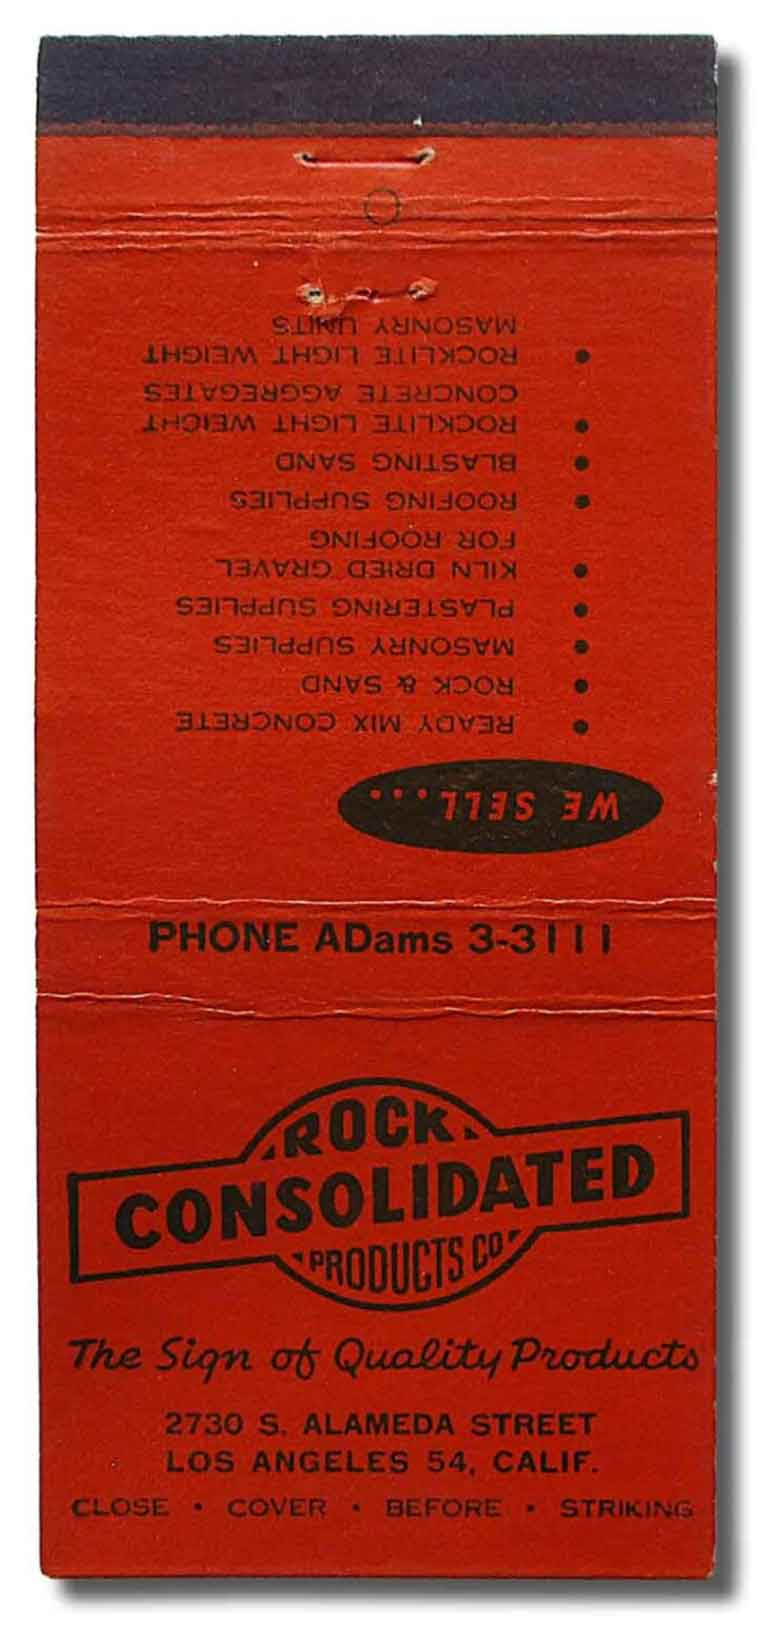 WE SELL....
• READY MIX CONCRETE
• ROCK & SAND
• MASONRY SUPPLIES
• PLASTERING SUPPLIES
• KILN DRIED GRAVEL
FOR ROOFING
• ROOFING SUPPLIES
• BLASTING SAND
• ROCKLITE LIGHT WEIGHT
CONCRETE AGGREGATES
• ROCKLITE LIGHT WEIGHT
MASONRY UNITS
PHONE ADams 3-3111
ROCK
CONSOLIDATED
PRODUCTS CO
The Sign of Quality Products
2730 S. ALAMEDA STREET
LOS ANGELES 54, CALIF.
CLOSE • COVER • BEFORE • STRIKING